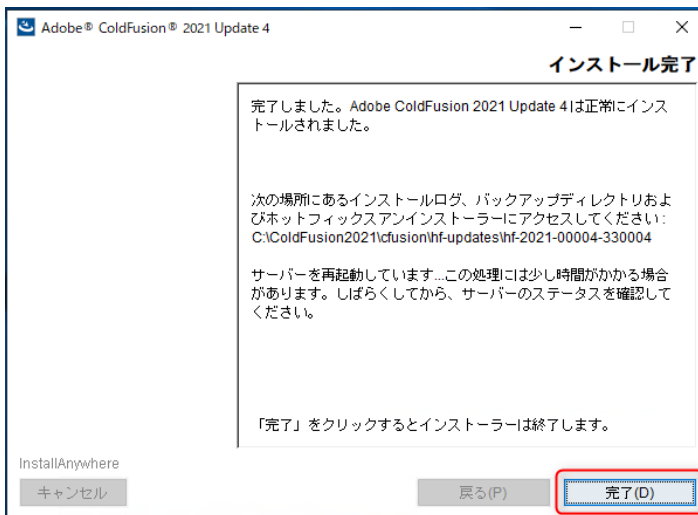 Adobe® ColdFusion® 2021 Update 4
インストール完了
完了しました。Adobe ColdFusion 2021 Update 4は正常にインス
トールされました。
次の場所にあるインストールログ、バックアップディレクトリおよ
びホットフィックスアンインストーラーにアクセスしてください :
C:\ColdFusion2021\cfusion\hf-updates\hf-2021-00004-330004
サーバーを再起動しています...この処理には少し時間がかかる場合
があります。しばらくしてから、サーバーのステータスを確認して
ください。
「完了」をクリックするとインストーラーは終了します。
InstallAnywhere
キャンセル
戻る(P)
完了(D)